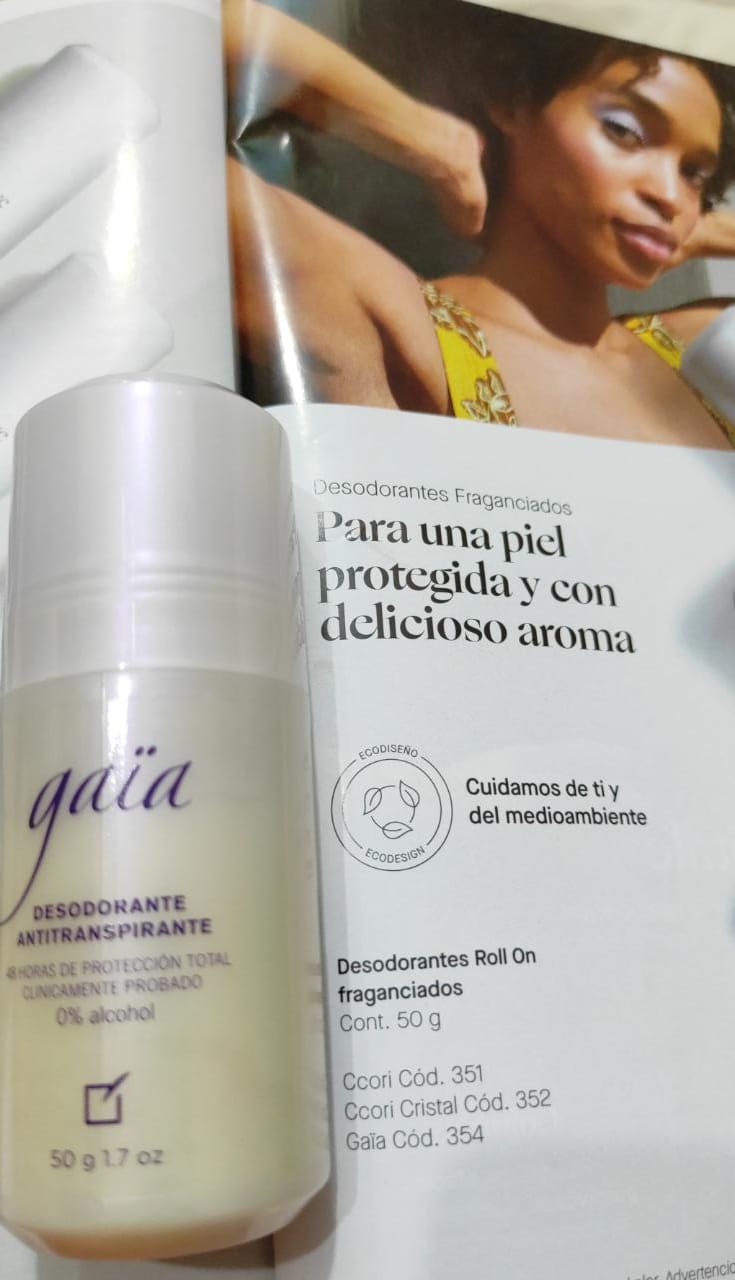 Desodorantes Fraganciados
Para una piel
protegida y con
delicioso aroma
ECODISEÑO
ECODESIGN
Cuidamos de ti y
del medioambiente
Desodorantes Roll On
fraganciados
Cont. 50 g
Ccori Cód. 351
Ccori Cristal Cód. 352
Gaïa Cód. 354
gaïa
DESODORANTE
ANTITRANSPIRANTE
48 HORAS DE PROTECCIÓN TOTAL
CLINICAMENTE PROBADO
0% alcohol
50 g 1.7 oz